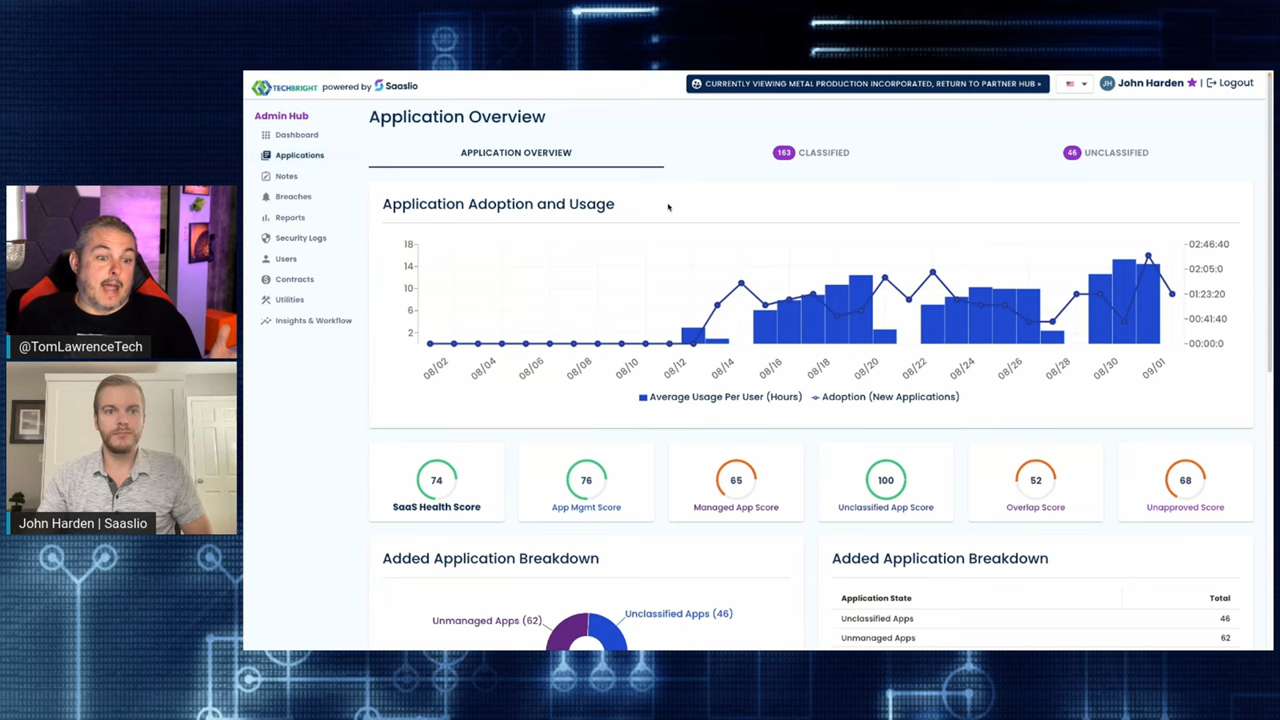 TECHBRIGHT powered by Saaslio
CURRENTLY VIEWING METAL PRODUCTION INCORPORATED, RETURN TO PARTNER HUB »
JH John Harden | Logout
Admin Hub
Dashboard
Applications
Notes
Breaches
Reports
Security Logs
Users
Contracts
Utilities
Insights & Workflow
Application Overview
APPLICATION OVERVIEW
163 CLASSIFIED
46 UNCLASSIFIED
Application Adoption and Usage
18
14
10
6
2
02:46:40
02:05:0
01:23:20
00:41:40
00:00:0
08/02 08/04 08/06 08/08 08/10 08/12 08/14 08/16 08/18 08/20 08/22 08/24 08/26 08/28 08/30 09/01
Average Usage Per User (Hours) Adoption (New Applications)
74
SaaS Health Score
76
App Mgmt Score
65
Managed App Score
100
Unclassified App Score
52
Overlap Score
68
Unapproved Score
Added Application Breakdown
Unmanaged Apps (62)
Unclassified Apps (46)
Added Application Breakdown
Application State Total
Unclassified Apps 46
Unmanaged Apps 62
@TomLawrenceTech
John Harden | Saaslio